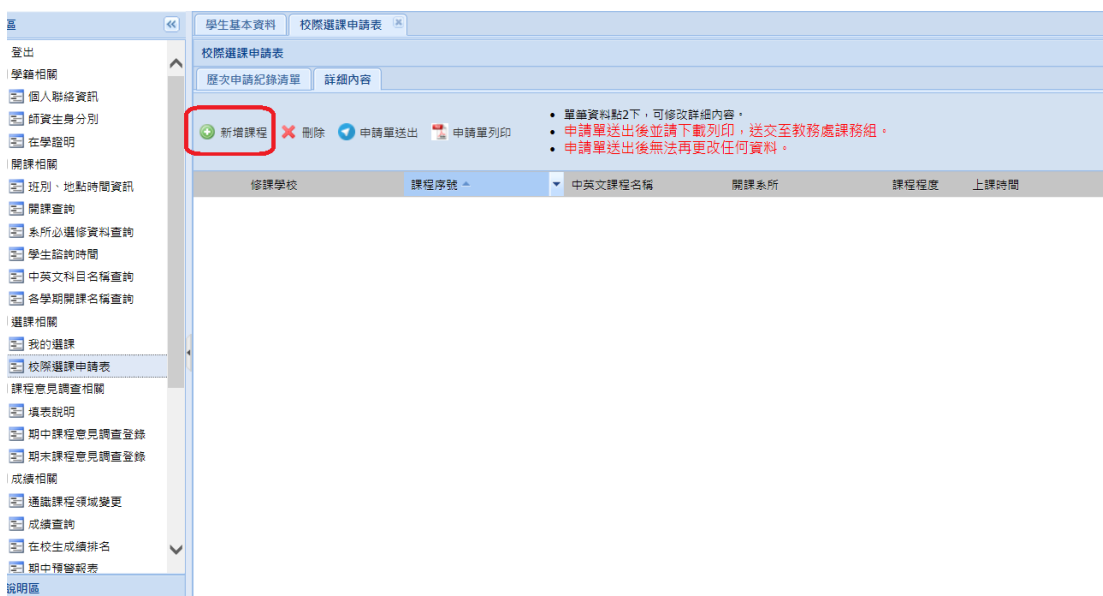 區
登出
學籍相關
個人聯絡資訊
師資生身分別
在學證明
開課相關
班別、地點時間資訊
開課查詢
系所必選修資料查詢
學生諮詢時間
中英文科目名稱查詢
各學期開課名稱查詢
選課相關
我的選課
校際選課申請表
課程意見調查相關
填表說明
期中課程意見調查登錄
期末課程意見調查登錄
成績相關
通識課程領域變更
成績查詢
在校生成績排名
期中預警報表
說明區
學生基本資料 校際選課申請表
校際選課申請表
歷次申請紀錄清單 詳細內容
新增課程 刪除 申請單送出 申請單列印
• 單筆資料點2下，可修改詳細內容。
• 申請單送出後並請下載列印，送交至教務處課務組。
• 申請單送出後無法再更改任何資料。
修課學校 課程序號 中英文課程名稱 開課系所 課程程度 上課時間